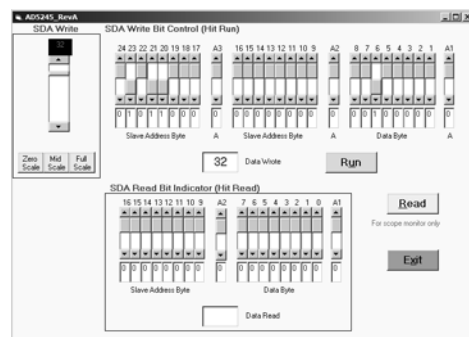 AD5245_RevA
SDA Write SDA Write Bit Control (Hit Run)
32
24 23 22 21 20 19 18 17 A3 16 15 14 13 12 11 10 9 A2 8 7 6 5 4 3 2 1 A1
0 1 0 1 1 0 0 0 0 0 0 0 0 0 0 0 0 0 0 0 1 0 0 0 0 0 0
Slave Address Byte A Slave Address Byte A Data Byte A
Zero Scale Mid Scale Full Scale
32 Data Wrote Run
SDA Read Bit Indicator (Hit Read)
16 15 14 13 12 11 10 9 A2 7 6 5 4 3 2 1 0 A1
Read
For scope monitor only
Exit
0 0 0 0 0 0 0 0 0 0 0 0 0 0 0 0 0 0
Slave Address Byte Data Byte
Data Read